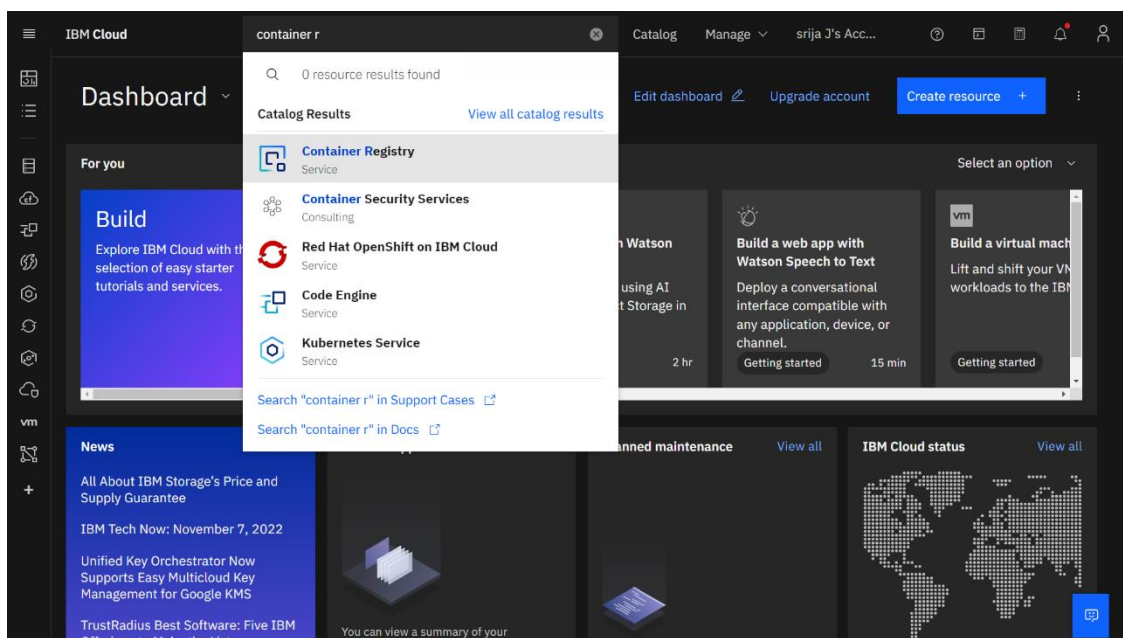 IBM Cloud
container r
Catalog
Manage
srija J's Acc...
Dashboard
Edit dashboard
Upgrade account
Create resource +
0 resource results found
Catalog Results
View all catalog results
Container Registry
Service
Container Security Services
Consulting
Red Hat OpenShift on IBM Cloud
Service
Code Engine
Service
Kubernetes Service
Service
Search "container r" in Support Cases
Search "container r" in Docs
For you
Select an option
Build
Explore IBM Cloud with th
selection of easy starter
tutorials and services.
Watson
using AI
Storage in
2 hr
Build a web app with
Watson Speech to Text
Deploy a conversational
interface compatible with
any application, device, or
channel.
Getting started
15 min
vm
Build a virtual mach
Lift and shift your VM
workloads to the IBM
Getting started
vm
News
All About IBM Storage's Price and
Supply Guarantee
IBM Tech Now: November 7, 2022
Unified Key Orchestrator Now
Supports Easy Multicloud Key
Management for Google KMS
TrustRadius Best Software: Five IBM
You can view a summary of your
nned maintenance
View all
IBM Cloud status
View all